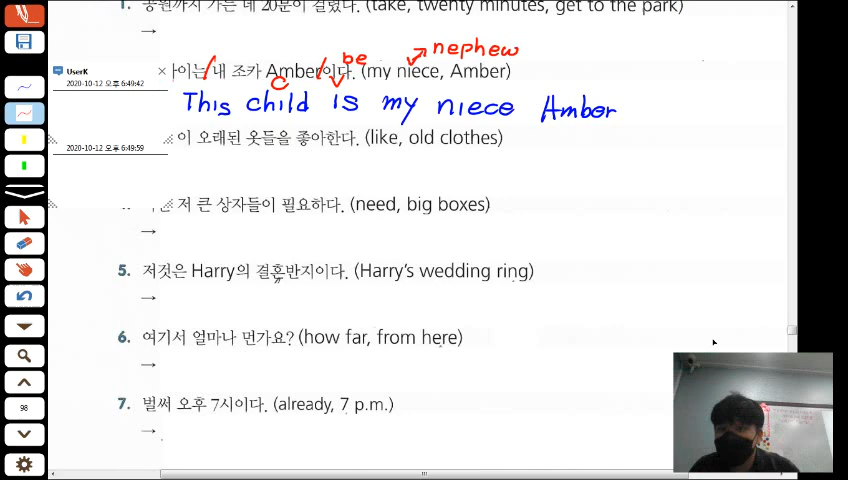 1. 공원까지 가는 데 20분이 걸렸다. (take, twenty minutes, get to the park)
→
be nephew
UserK
2020-10-12 오후 6:49:42
아이는 / 내 조카 Amber / 이다. (my niece, Amber)
This child is my niece Amber
이 오래된 옷들을 좋아한다. (like, old clothes)
2020-10-12 오후 6:49:59
저 큰 상자들이 필요하다. (need, big boxes)
→
5. 저것은 Harry의 결혼반지이다. (Harry's wedding ring)
→
6. 여기서 얼마나 먼가요? (how far, from here)
→
98
7. 벌써 오후 7시이다. (already, 7 p.m.)
→